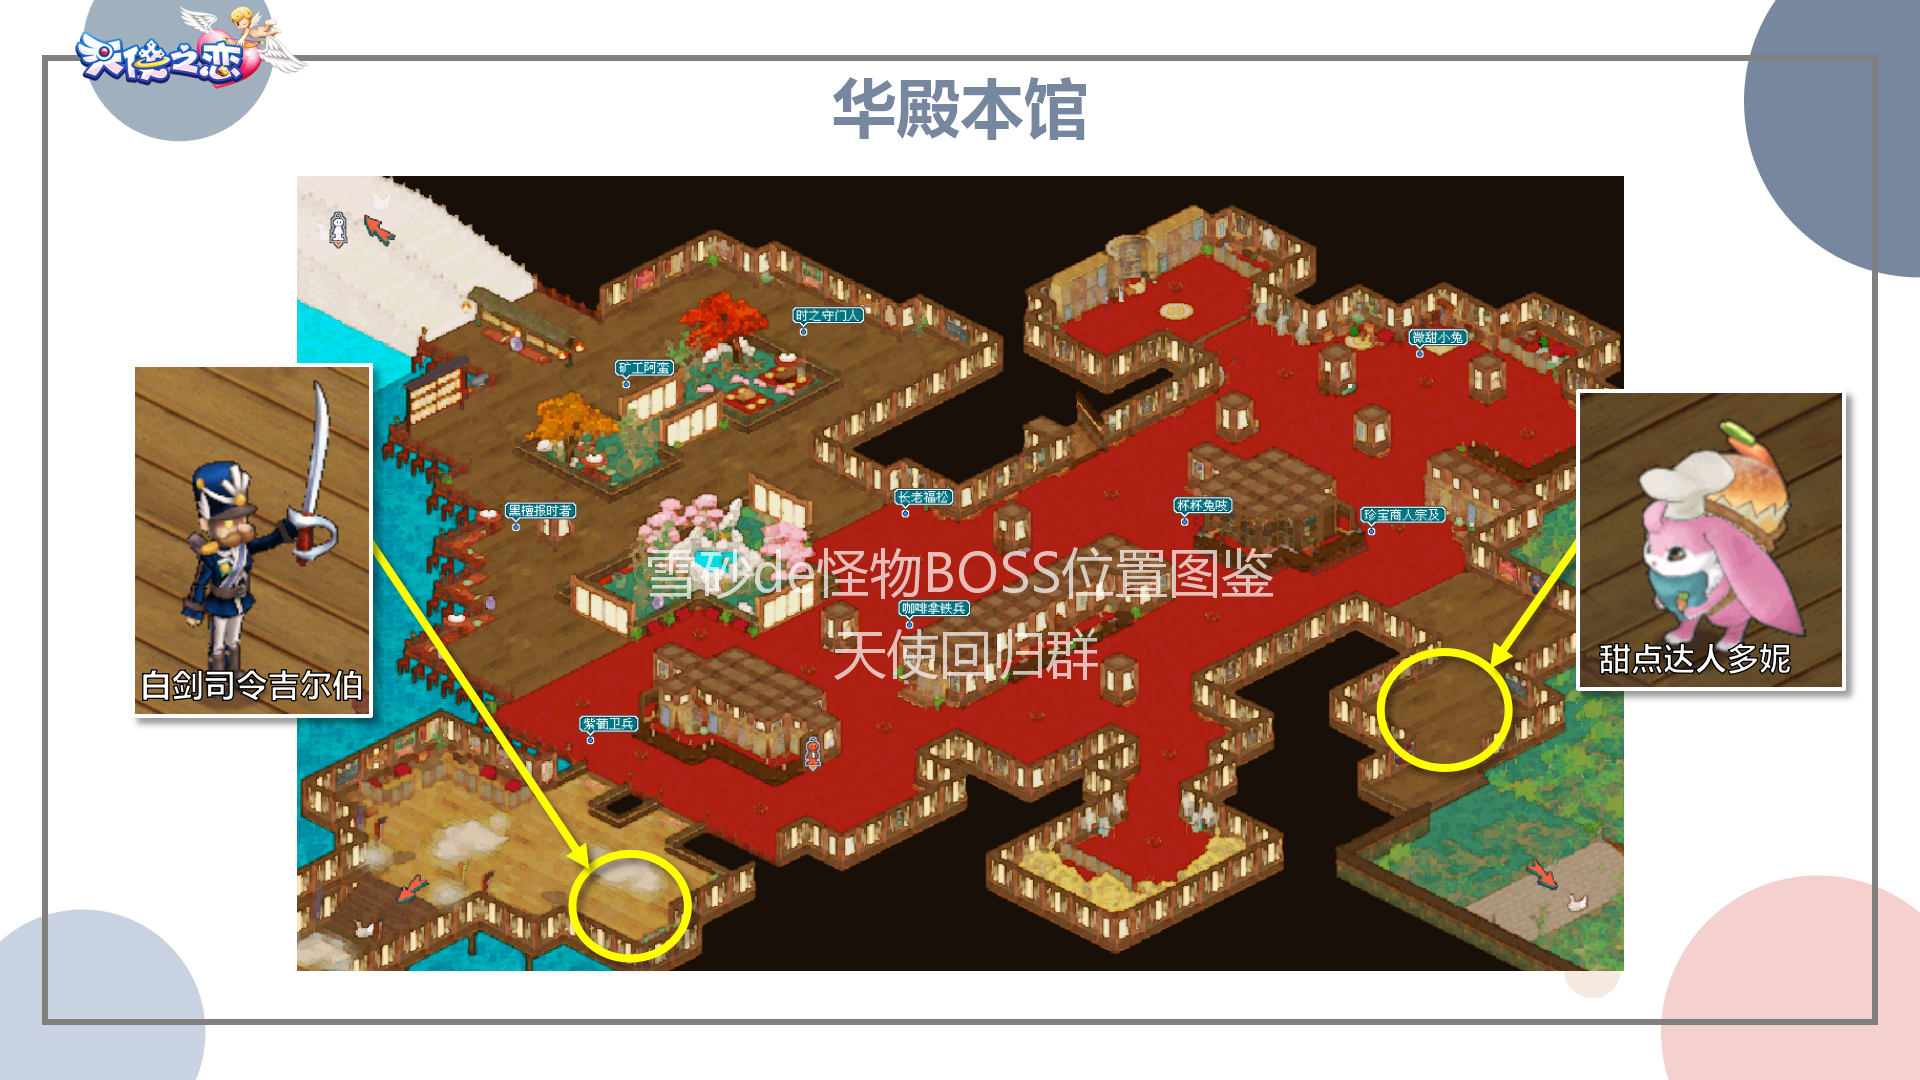 天使之恋
华殿本馆
时之守门人
微甜小兔
矿工阿蛮
长老福松
杯杯兔吱
黑檀报时者
珍宝商人宗及
雪砂de怪物BOSS位置图鉴
咖啡拿铁兵
天使回归群
甜点达人多妮
白剑司令吉尔伯
紫葡卫兵